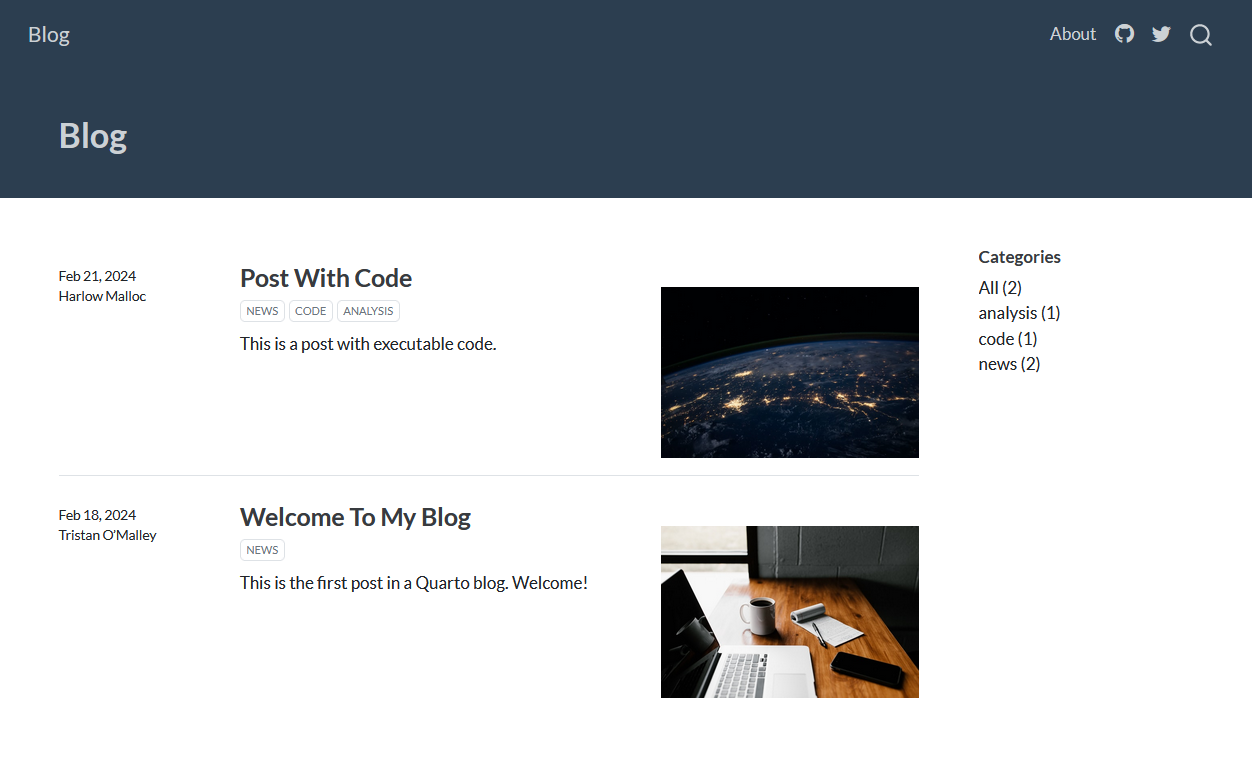 Blog
About
Blog
Feb 21, 2024
Harlow Malloc
Post With Code
NEWS CODE ANALYSIS
This is a post with executable code.
Feb 18, 2024
Tristan O'Malley
Welcome To My Blog
NEWS
This is the first post in a Quarto blog. Welcome!
Categories
All (2)
analysis (1)
code (1)
news (2)